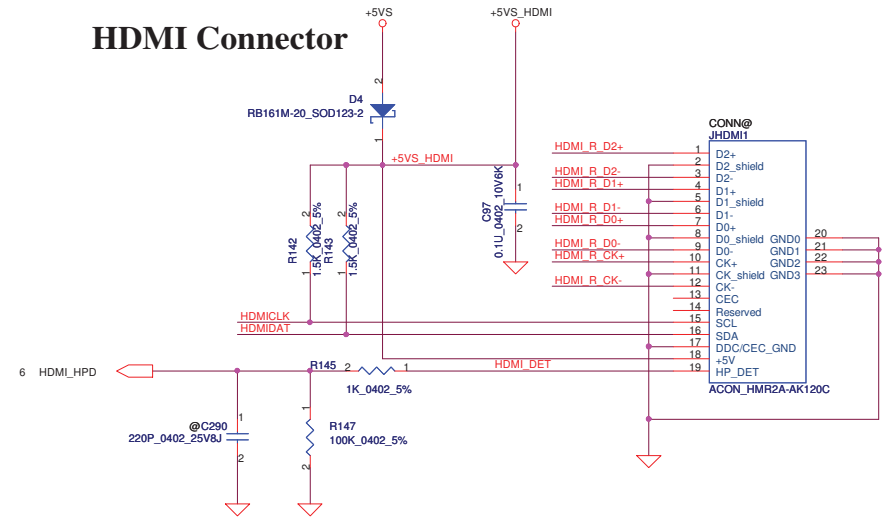 HDMI Connector
+5VS
+5VS_HDMI
2
D4
RB161M-20_SOD123-2
1
+5VS_HDMI
CONN@
JHDMI1
HDMI_R_D2+
1
D2+
2
D2_shield
HDMI_R_D2-
3
D2-
HDMI_R_D1+
4
D1+
5
D1_shield
HDMI_R_D1-
6
D1-
HDMI_R_D0+
7
D0+
8
D0_shield
GND0
20
HDMI_R_D0-
9
D0-
GND1
21
HDMI_R_CK+
10
CK+
GND2
22
11
CK_shield
GND3
23
HDMI_R_CK-
12
CK-
13
CEC
14
Reserved
15
SCL
16
SDA
17
DDC/CEC_GND
18
+5V
19
HP_DET
ACON_HMR2A-AK120C
2
R142
1.5K_0402_5%
1
2
R143
1.5K_0402_5%
1
1
C97
0.1U_0402_10V6K
2
HDMICLK
HDMIDAT
6 HDMI_HPD
R145
2
1
1K_0402_5%
HDMI_DET
1
@C290
220P_0402_25V8J
2
1
R147
100K_0402_5%
2